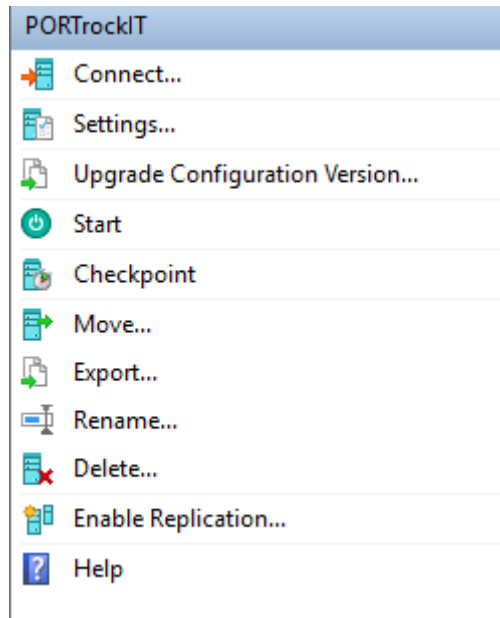 PORTrockIT
Connect...
Settings...
Upgrade Configuration Version...
Start
Checkpoint
Move...
Export...
Rename...
Delete...
Enable Replication...
Help